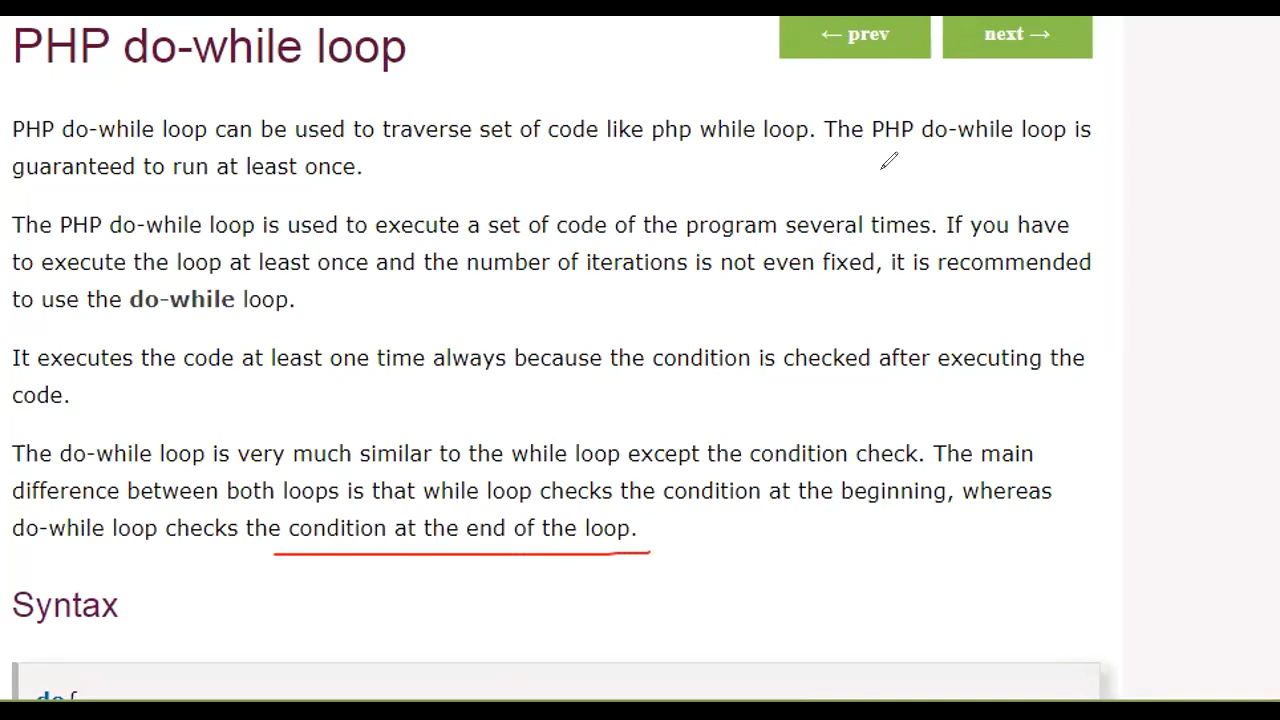 PHP do-while loop
← prev
next →
PHP do-while loop can be used to traverse set of code like php while loop. The PHP do-while loop is
guaranteed to run at least once.
The PHP do-while loop is used to execute a set of code of the program several times. If you have
to execute the loop at least once and the number of iterations is not even fixed, it is recommended
to use the do-while loop.
It executes the code at least one time always because the condition is checked after executing the
code.
The do-while loop is very much similar to the while loop except the condition check. The main
difference between both loops is that while loop checks the condition at the beginning, whereas
do-while loop checks the condition at the end of the loop.
Syntax
do{